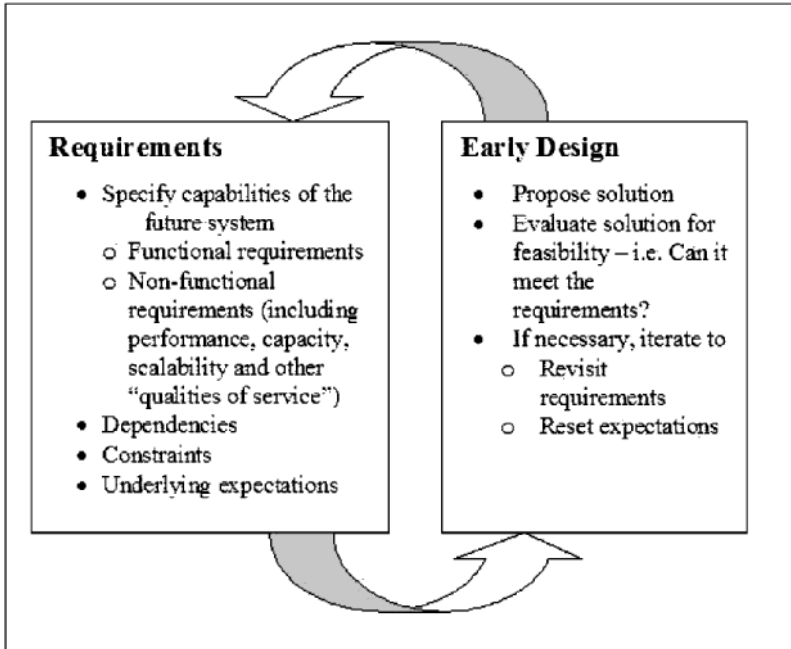 Requirements
• Specify capabilities of the
future system
o Functional requirements
o Non-functional
requirements (including
performance, capacity,
scalability and other
“qualities of service”)
• Dependencies
• Constraints
• Underlying expectations
Early Design
• Propose solution
• Evaluate solution for
feasibility – i.e. Can it
meet the
requirements?
• If necessary, iterate to
o Revisit
requirements
o Reset expectations